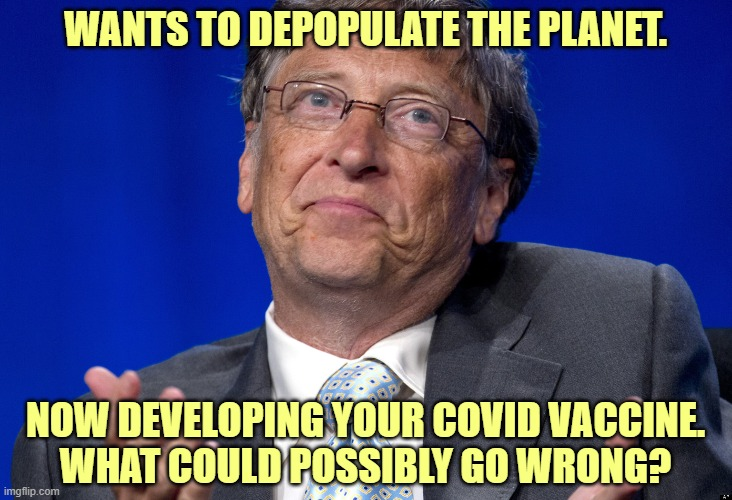 WANTS TO DEPOPULATE THE PLANET.
NOW DEVELOPING YOUR COVID VACCINE.
WHAT COULD POSSIBLY GO WRONG?
imgflip.com